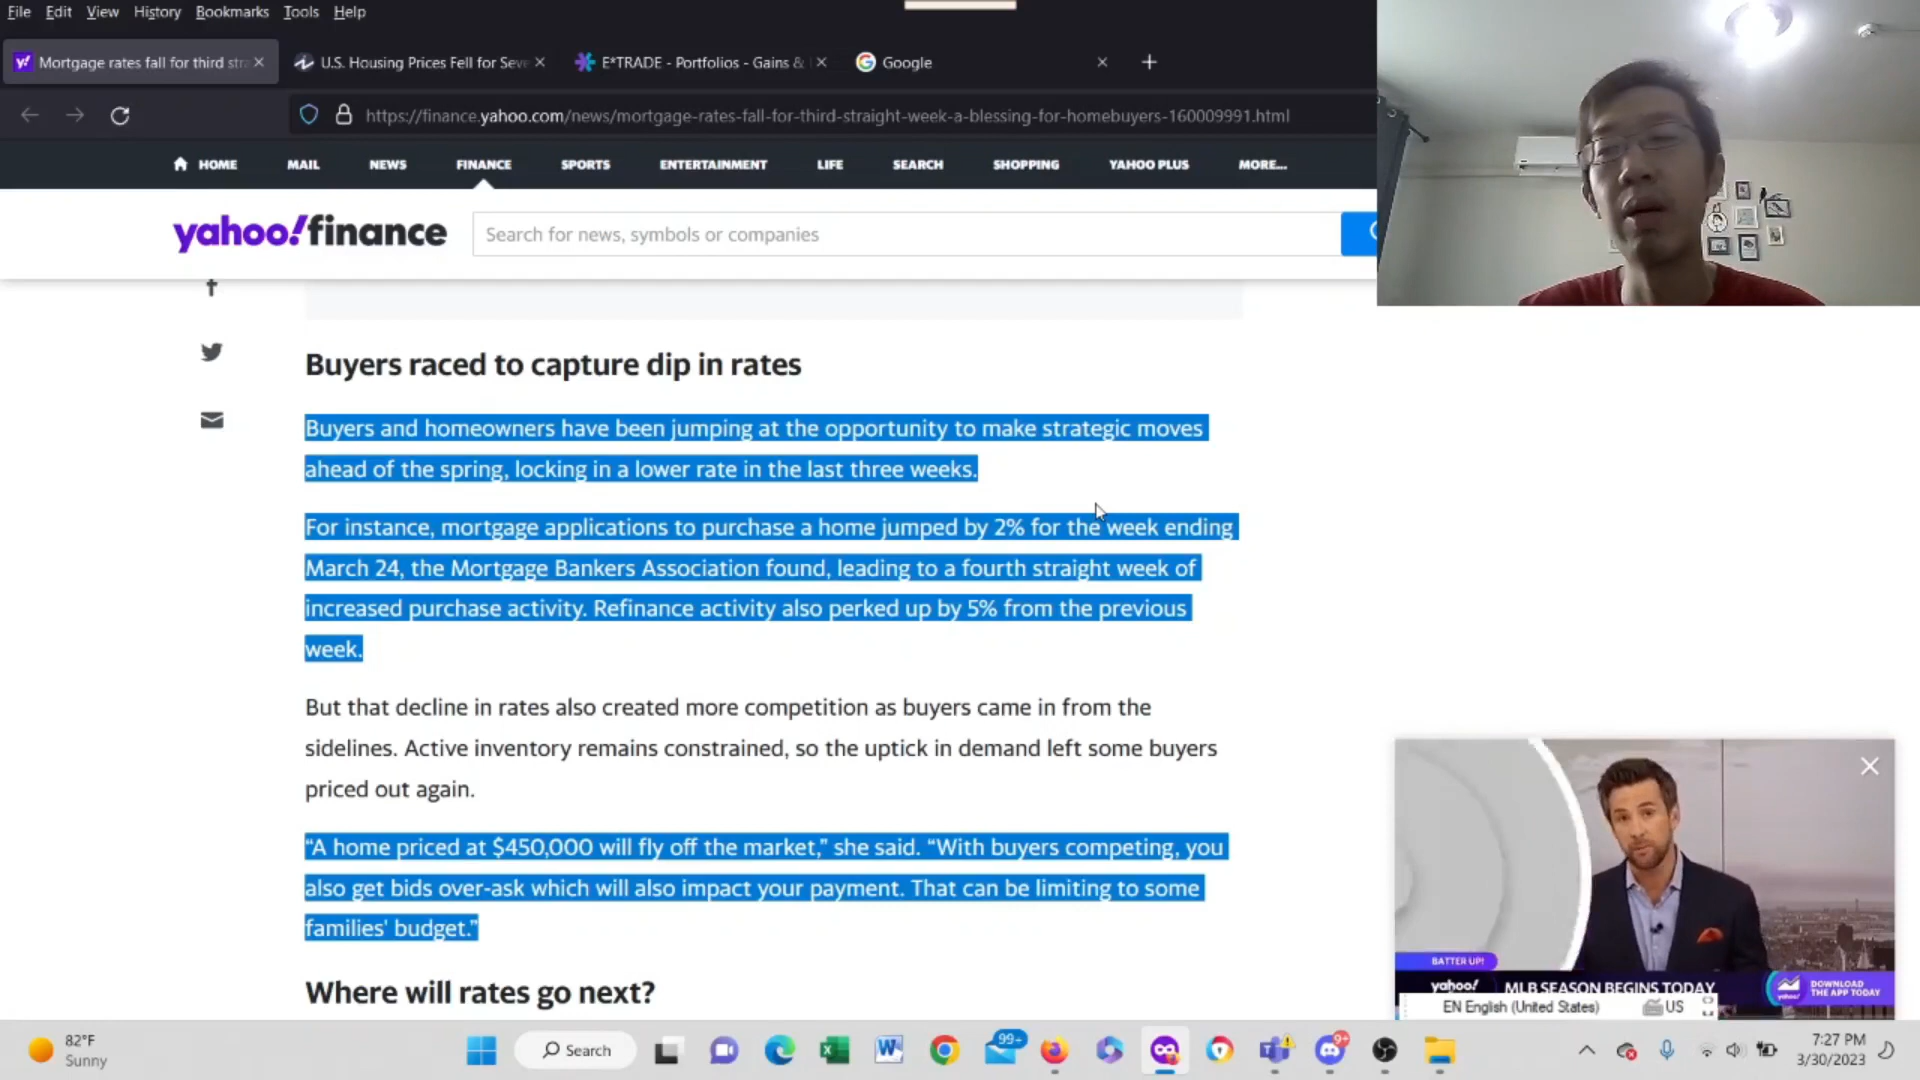 File Edit View History Bookmarks Tools Help
Mortgage rates fall for third stra
U.S. Housing Prices Fell for Seve
E*TRADE - Portfolios - Gains &
Google
https://finance.yahoo.com/news/mortgage-rates-fall-for-third-straight-week-a-blessing-for-homebuyers-160009991.html
HOME MAIL NEWS FINANCE SPORTS ENTERTAINMENT LIFE SEARCH SHOPPING YAHOO PLUS MORE...
yahoo!finance
Search for news, symbols or companies
Buyers raced to capture dip in rates
Buyers and homeowners have been jumping at the opportunity to make strategic moves
ahead of the spring, locking in a lower rate in the last three weeks.
For instance, mortgage applications to purchase a home jumped by 2% for the week ending
March 24, the Mortgage Bankers Association found, leading to a fourth straight week of
increased purchase activity. Refinance activity also perked up by 5% from the previous
week.
But that decline in rates also created more competition as buyers came in from the
sidelines. Active inventory remains constrained, so the uptick in demand left some buyers
priced out again.
“A home priced at $450,000 will fly off the market,” she said. “With buyers competing, you
also get bids over-ask which will also impact your payment. That can be limiting to some
families' budget.”
Where will rates go next?
BATTER UP!
yahoo!
MLB SEASON BEGINS TODAY
DOWNLOAD
THE APP TODAY
EN English (United States) US
82°F
Sunny
Search
99+
9+
7:27 PM
3/30/2023